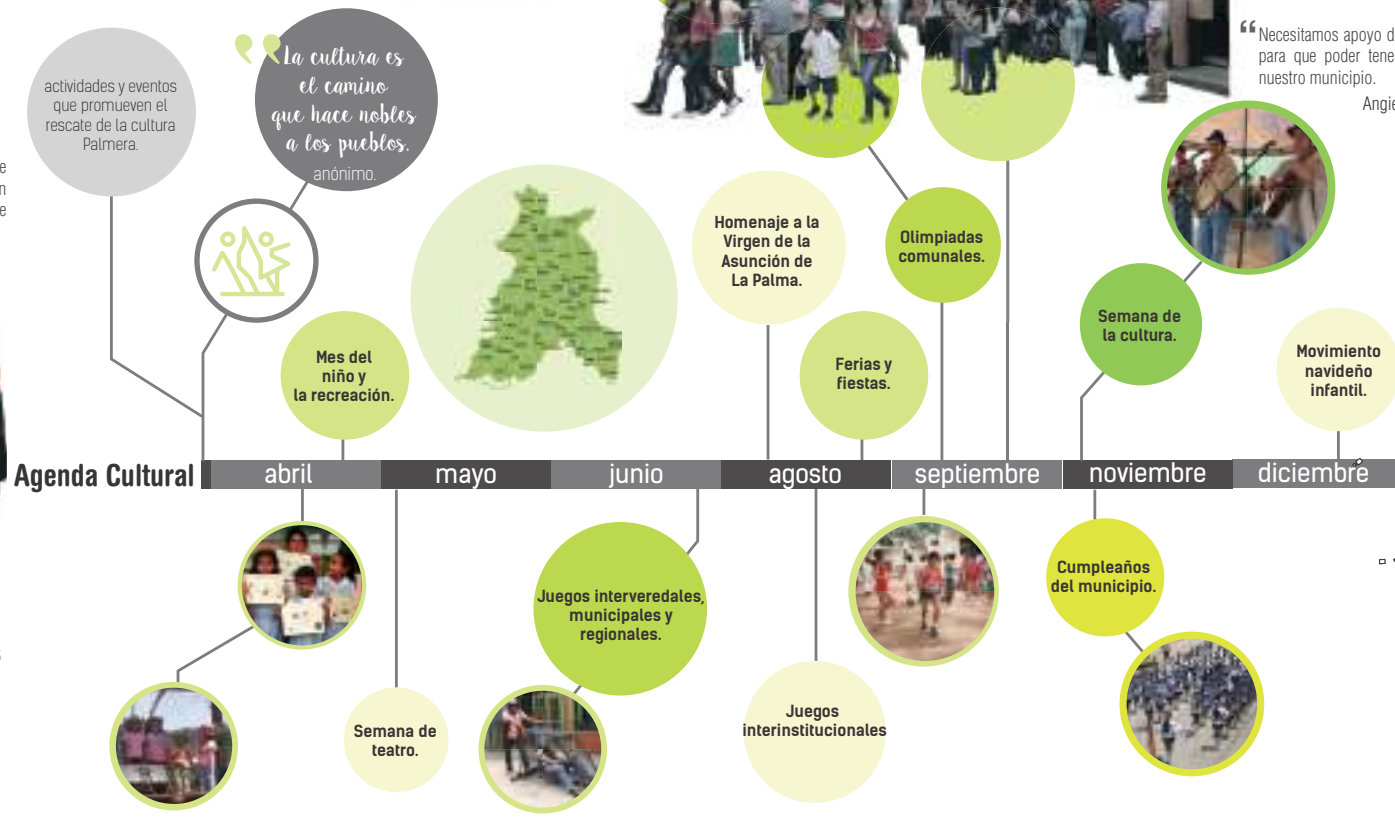 actividades y eventos
que promueven el
rescate de la cultura
Palmera.
La cultura es
el camino
que hace nobles
a los pueblos.
anónimo.
“Necesitamos apoyo d
para que poder tene
nuestro municipio.
Angie
e
n
e
Homenaje a la
Virgen de la
Asunción de
La Palma.
Olimpiadas
comunales.
Semana de
la cultura.
Mes del
niño y
la recreación.
Ferias y
fiestas.
Movimiento
navideño
infantil.
Agenda Cultural
abril
mayo
junio
agosto
septiembre
noviembre
diciembre
Juegos interveredales,
municipales y
regionales.
Cumpleaños
del municipio.
Semana de
teatro.
Juegos
interinstitucionales